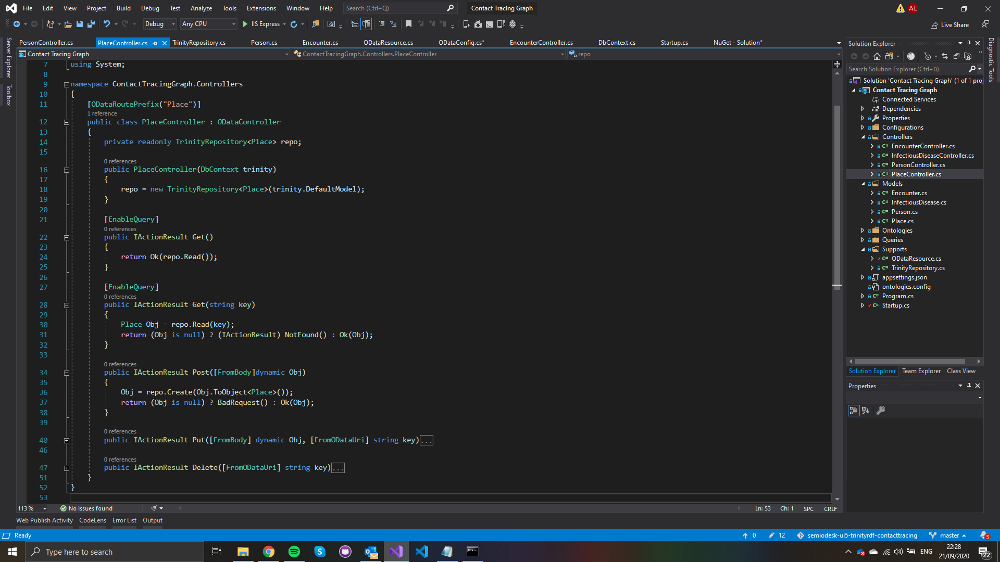 File Edit View Project Build Debug Test Analyze Tools Extensions Window Help Search (Ctrl+Q) Contact Tracing Graph AL
Debug Any CPU IIS Express Live Share
PersonController.cs PlaceController.cs TrinityRepository.cs Person.cs Encounter.cs ODataResource.cs ODataConfig.cs* EncounterController.cs DbContext.cs Startup.cs NuGet - Solution*
Contact Tracing Graph ContactTracingGraph.Controllers.PlaceController repo
Server Explorer
Toolbox
7 using System;
8
9 namespace ContactTracingGraph.Controllers
10 {
11 [ODataRoutePrefix("Place")]
1 reference
12 public class PlaceController : ODataController
13 {
14 private readonly TrinityRepository<Place> repo;
15
0 references
16 public PlaceController(DbContext trinity)
17 {
18 repo = new TrinityRepository<Place>(trinity.DefaultModel);
19 }
20
21 [EnableQuery]
0 references
22 public IActionResult Get()
23 {
24 return Ok(repo.Read());
25 }
26
27 [EnableQuery]
0 references
28 public IActionResult Get(string key)
29 {
30 Place Obj = repo.Read(key);
31 return (Obj is null) ? (IActionResult) NotFound() : Ok(Obj);
32 }
33
0 references
34 public IActionResult Post([FromBody]dynamic Obj)
35 {
36 Obj = repo.Create(Obj.ToObject<Place>());
37 return (Obj is null) ? BadRequest() : Ok(Obj);
38 }
39
0 references
40 public IActionResult Put([FromBody] dynamic Obj, [FromODataUri] string key)...
46
0 references
47 public IActionResult Delete([FromODataUri] string key)...
51 }
52 }
53
113 % No issues found Ln: 53 Ch: 1 SPC CRLF
Web Publish Activity CodeLens Error List Output
Solution Explorer
Search Solution Explorer (Ctrl+ü)
Solution 'Contact Tracing Graph' (1 of 1 proj
Contact Tracing Graph
Connected Services
Dependencies
Properties
Configurations
Controllers
C# EncounterController.cs
C# InfectiousDiseaseController.cs
C# PersonController.cs
C# PlaceController.cs
Models
C# Encounter.cs
C# InfectiousDisease.cs
C# Person.cs
C# Place.cs
Ontologies
Queries
Supports
C# ODataResource.cs
C# TrinityRepository.cs
appsettings.json
ontologies.config
C# Program.cs
C# Startup.cs
Solution Explorer Team Explorer Class View
Properties
Diagnostic Tools
Ready 0 12 semiodesk-ui5-trinityrdf-contacttracing master 3
Type here to search ENG 22:28
21/09/2020 22